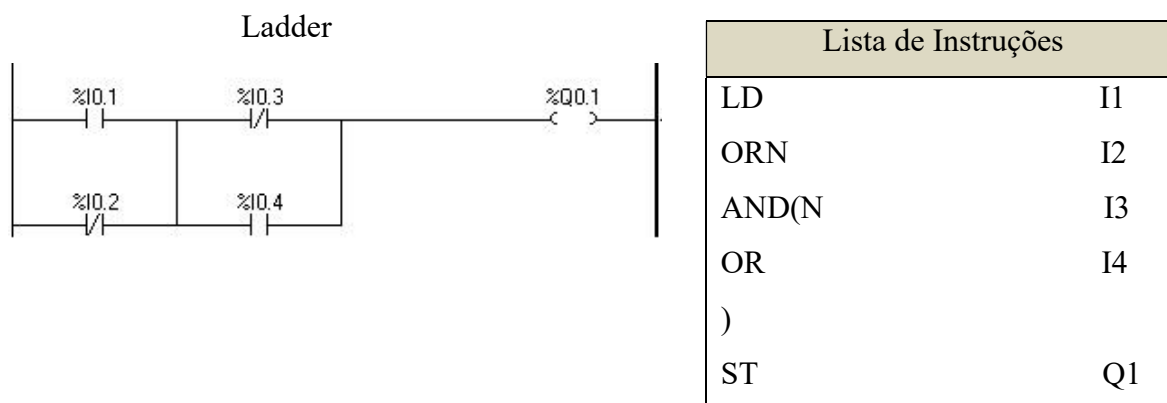 Ladder
%I0.1 %I0.3 %Q0.1
%I0.2 %I0.4
Lista de Instruções
LD I1
ORN I2
AND(N I3
OR I4
)
ST Q1